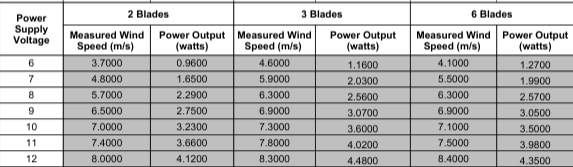 Power Supply Voltage 2 Blades 3 Blades 6 Blades
Measured Wind Speed (m/s) Power Output (watts) Measured Wind Speed (m/s) Power Output (watts) Measured Wind Speed (m/s) Power Output (watts)
6 3.7000 0.9600 4.6000 1.1600 4.1000 1.2700
7 4.8000 1.6500 5.9000 2.0300 5.5000 1.9900
8 5.7000 2.2900 6.3000 2.5600 6.3000 2.5700
9 6.5000 2.7500 6.9000 3.0700 6.9000 3.0500
10 7.0000 3.2300 7.3000 3.6000 7.1000 3.5000
11 7.4000 3.6600 7.8000 4.0200 7.5000 3.9800
12 8.0000 4.1200 8.3000 4.4800 8.4000 4.3500